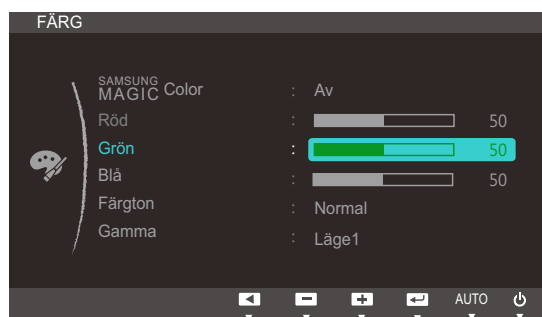 FÄRG
SAMSUNG MAGIC Color : Av
Röd : 50
Grön : 50
Blå : 50
Färgton : Normal
Gamma : Läge1
AUTO